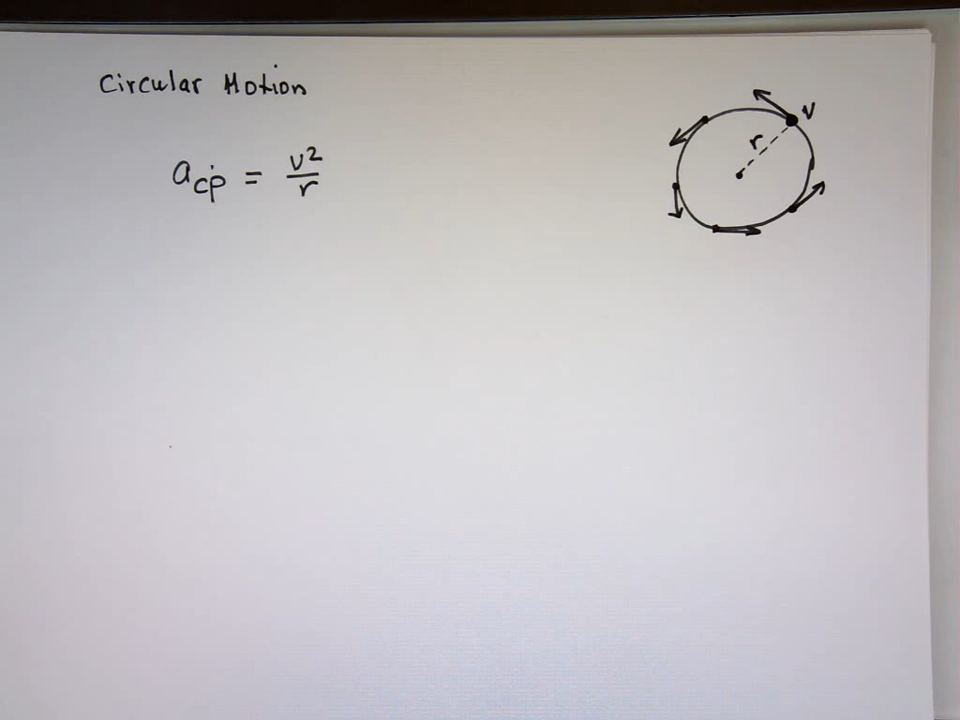 Circular Motion
v
r
a_cp = v²/r